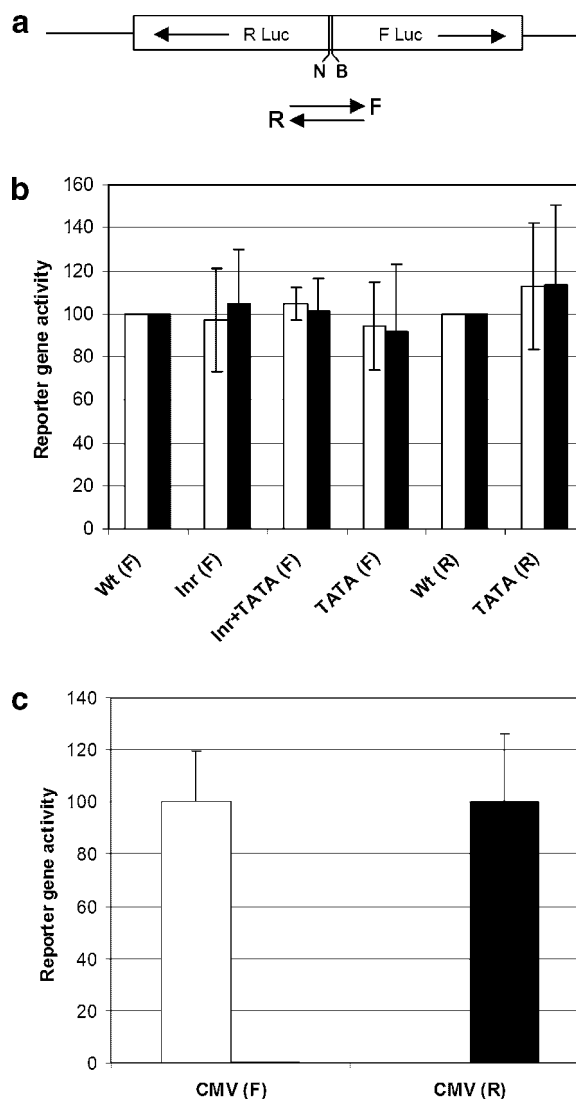 a
R Luc F Luc
N B
F
R
b
Reporter gene activity
160
140
120
100
80
60
40
20
0
Wt (F)
Inr (F)
Inr+TATA (F)
TATA (F)
Wt (R)
TATA (R)
c
Reporter gene activity
140
120
100
80
60
40
20
0
CMV (F) CMV (R)